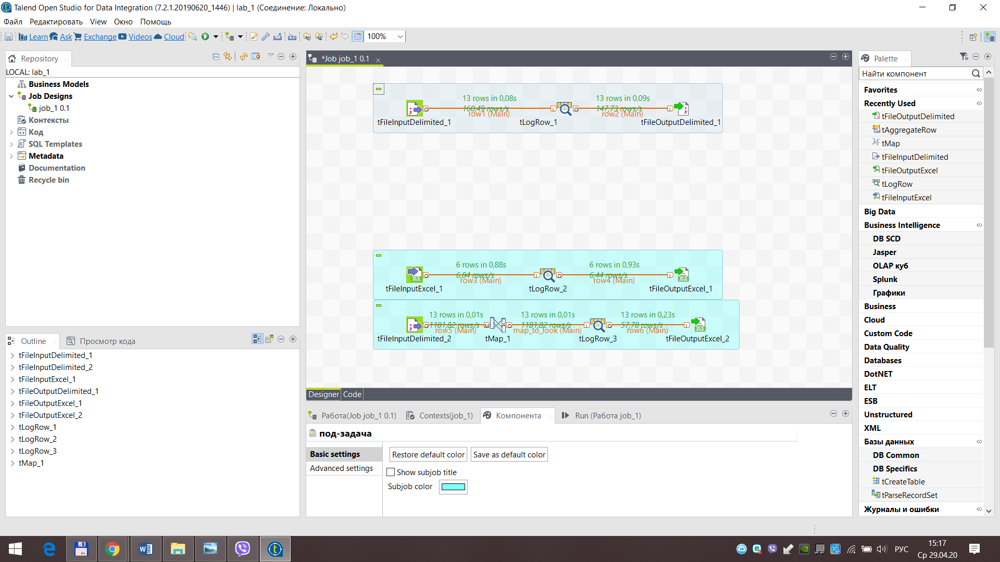 Talend Open Studio for Data Integration (7.2.1.20190620_1446) | lab_1 (Соединение: Локально)
Файл Редактировать View Окно Помощь
Learn Ask Exchange Videos Cloud 100%
Repository
LOCAL: lab_1
Business Models
Job Designs
job_1 0.1
Контексты
Код
SQL Templates
Metadata
Documentation
Recycle bin
Outline Просмотр кода
tFileInputDelimited_1
tFileInputDelimited_2
tFileInputExcel_1
tFileOutputDelimited_1
tFileOutputExcel_1
tFileOutputExcel_2
tLogRow_1
tLogRow_2
tLogRow_3
tMap_1
*Job job_1 0.1
13 rows in 0,08s 13 rows in 0,09s
160,49 rows/s 147,73 rows/s
row1 (Main) row2 (Main)
tFileInputDelimited_1 tLogRow_1 tFileOutputDelimited_1
6 rows in 0,88s 6 rows in 0,93s
6,84 rows/s 6,44 rows/s
row3 (Main) row4 (Main)
tFileInputExcel_1 tLogRow_2 tFileOutputExcel_1
13 rows in 0,01s 13 rows in 0,01s 13 rows in 0,23s
1181,82 rows/s 1181,82 rows/s 57,78 rows/s
row5 (Main) map_to_look (Main) row6 (Main)
tFileInputDelimited_2 tMap_1 tLogRow_3 tFileOutputExcel_2
Designer Code
Работа(Job job_1 0.1) Contexts(job_1) Компонента Run (Работа job_1)
под-задача
Basic settings
Advanced settings
Restore default color Save as default color
Show subjob title
Subjob color
Palette
Найти компонент
Favorites
Recently Used
tFileOutputDelimited
tAggregateRow
tMap
tFileInputDelimited
tFileOutputExcel
tLogRow
tFileInputExcel
Big Data
Business Intelligence
DB SCD
Jasper
OLAP куб
Splunk
Графики
Business
Cloud
Custom Code
Data Quality
Databases
DotNET
ELT
ESB
Unstructured
XML
Базы данных
DB Common
DB Specifics
tCreateTable
tParseRecordSet
Журналы и ошибки
РУС
15:17
Ср 29.04.20